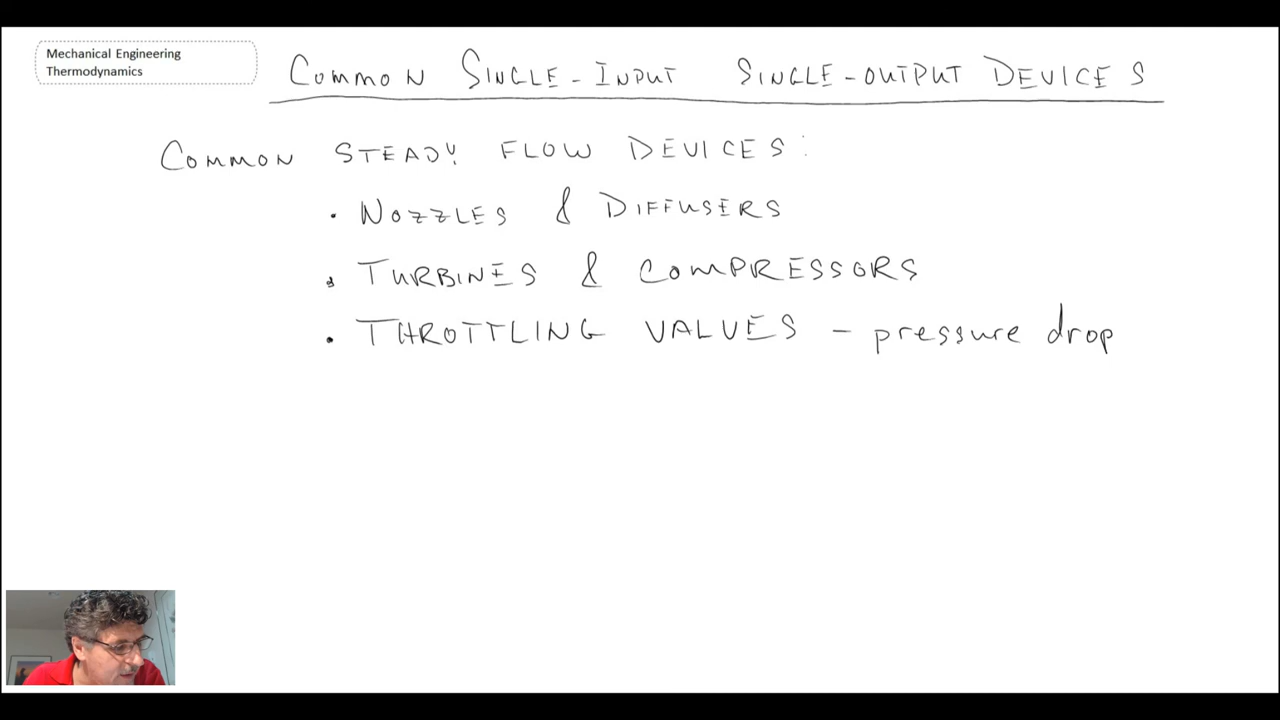 Mechanical Engineering
Thermodynamics
COMMON SINGLE-INPUT SINGLE-OUTPUT DEVICES
COMMON STEADY FLOW DEVICES:
• NOZZLES & DIFFUSERS
• TURBINES & COMPRESSORS
• THROTTLING VALVES - pressure drop